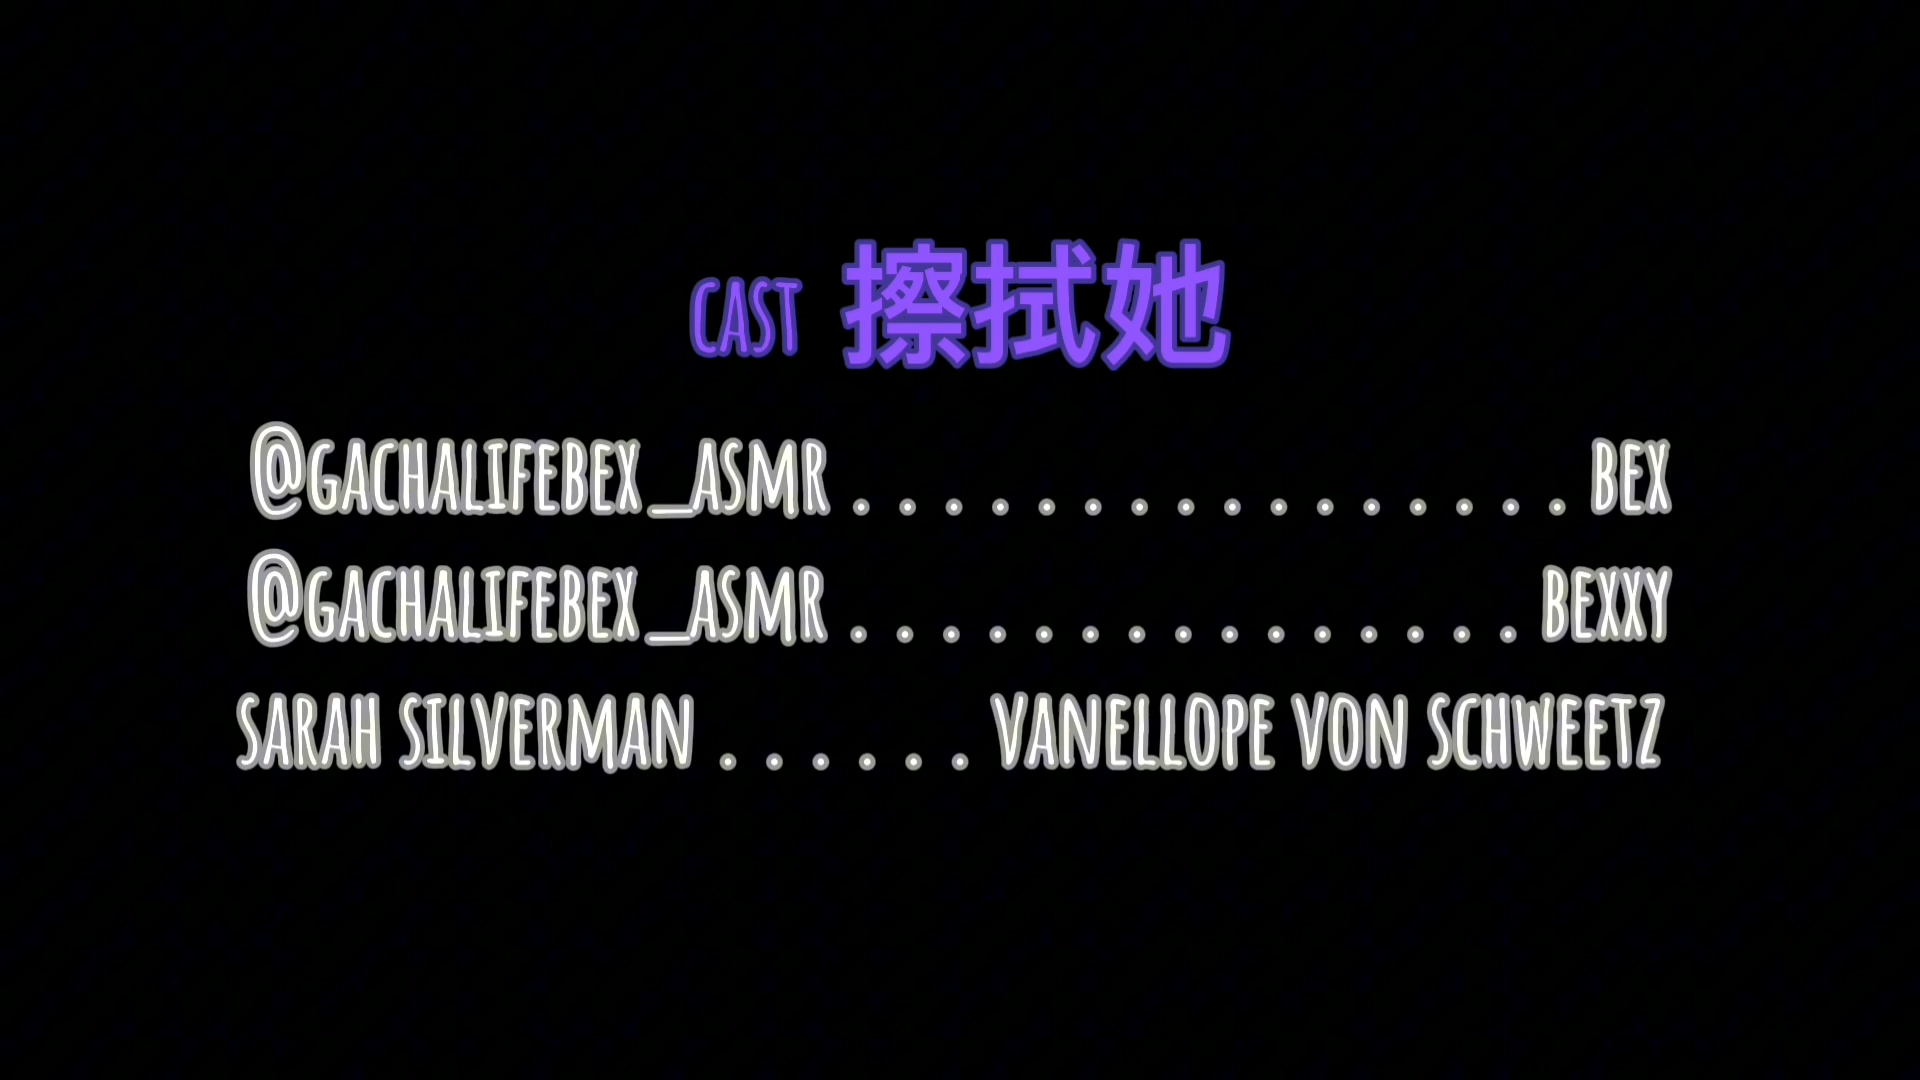 CAST 擦拭她
@GACHALIFEBEX_ASMR . . . . . . . . . . . . . . . . BEX
@GACHALIFEBEX_ASMR . . . . . . . . . . . . . . . BEXXY
SARAH SILVERMAN . . . . . . VANELLOPE VON SCHWEETZ